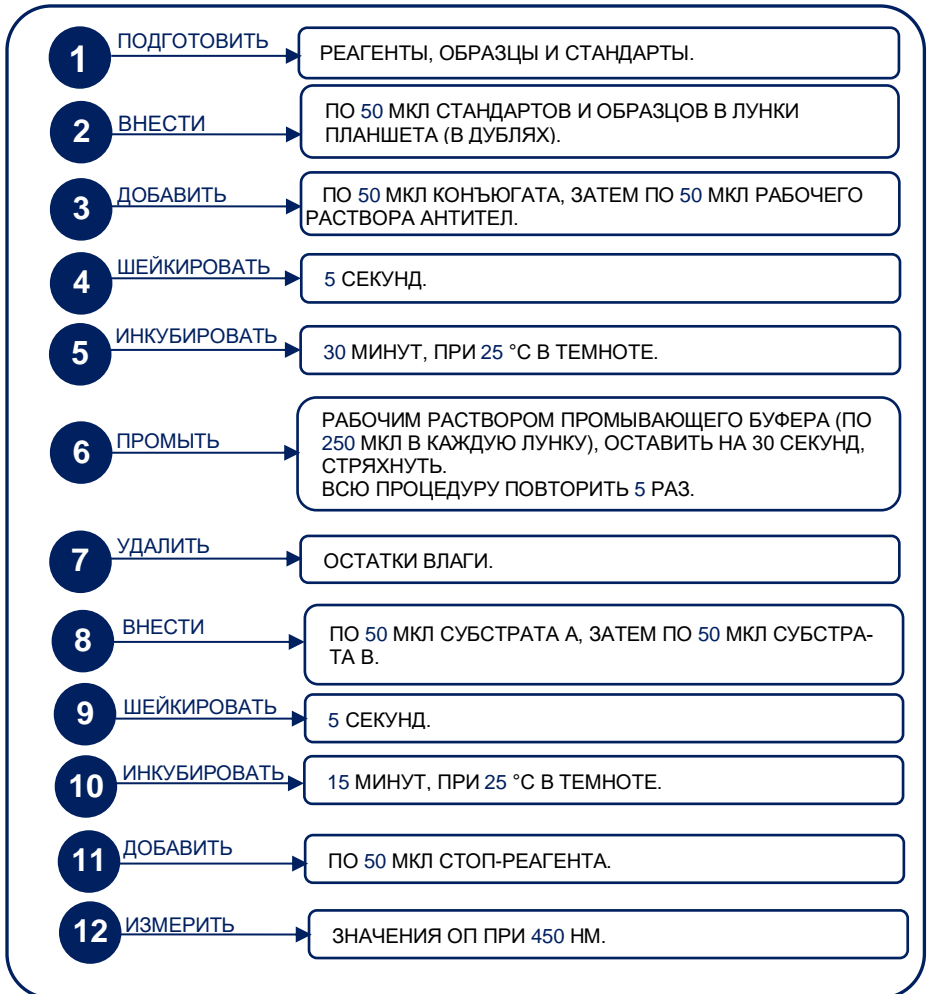 1 ПОДГОТОВИТЬ
РЕАГЕНТЫ, ОБРАЗЦЫ И СТАНДАРТЫ.
2 ВНЕСТИ
ПО 50 МКЛ СТАНДАРТОВ И ОБРАЗЦОВ В ЛУНКИ
ПЛАНШЕТА (В ДУБЛЯХ).
3 ДОБАВИТЬ
ПО 50 МКЛ КОНЪЮГАТА, ЗАТЕМ ПО 50 МКЛ РАБОЧЕГО
РАСТВОРА АНТИТЕЛ.
4 ШЕЙКИРОВАТЬ
5 СЕКУНД.
5 ИНКУБИРОВАТЬ
30 МИНУТ, ПРИ 25 °С В ТЕМНОТЕ.
6 ПРОМЫТЬ
РАБОЧИМ РАСТВОРОМ ПРОМЫВАЮЩЕГО БУФЕРА (ПО
250 МКЛ В КАЖДУЮ ЛУНКУ), ОСТАВИТЬ НА 30 СЕКУНД,
СТРЯХНУТЬ.
ВСЮ ПРОЦЕДУРУ ПОВТОРИТЬ 5 РАЗ.
7 УДАЛИТЬ
ОСТАТКИ ВЛАГИ.
8 ВНЕСТИ
ПО 50 МКЛ СУБСТРАТА А, ЗАТЕМ ПО 50 МКЛ СУБСТРА-
ТА В.
9 ШЕЙКИРОВАТЬ
5 СЕКУНД.
10 ИНКУБИРОВАТЬ
15 МИНУТ, ПРИ 25 °С В ТЕМНОТЕ.
11 ДОБАВИТЬ
ПО 50 МКЛ СТОП-РЕАГЕНТА.
12 ИЗМЕРИТЬ
ЗНАЧЕНИЯ ОП ПРИ 450 НМ.